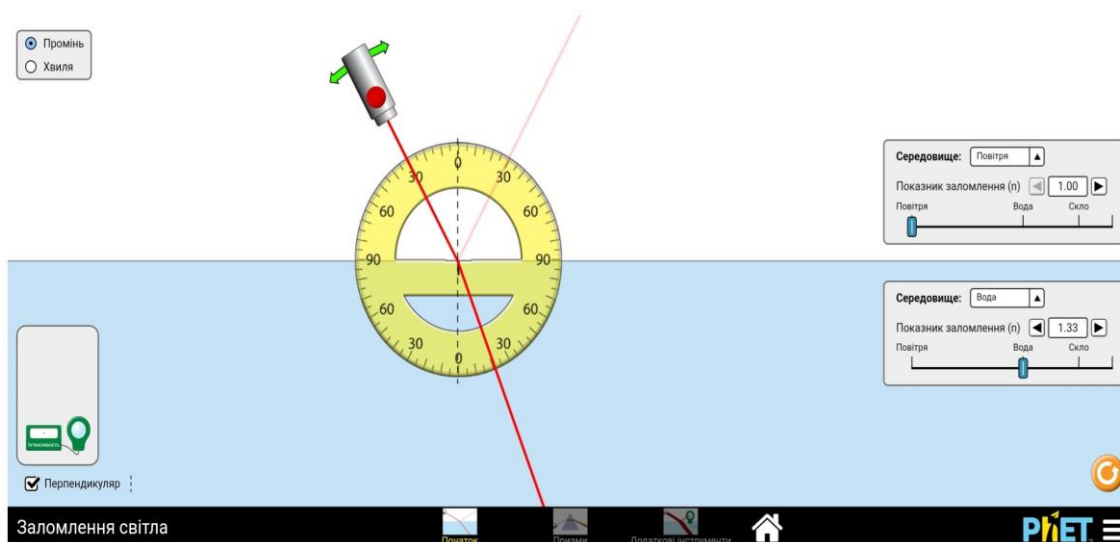 Промінь
Хвиля
0
30 30
60 60
90 90
60 60
30 30
0
Середовище: Повітря
Показник заломлення (n) 1.00
Повітря Вода Скло
Середовище: Вода
Показник заломлення (n) 1.33
Повітря Вода Скло
Інтенсивність
Перпендикуляр
Заломлення світла
Початок Призми Додаткові інструменти
PhET